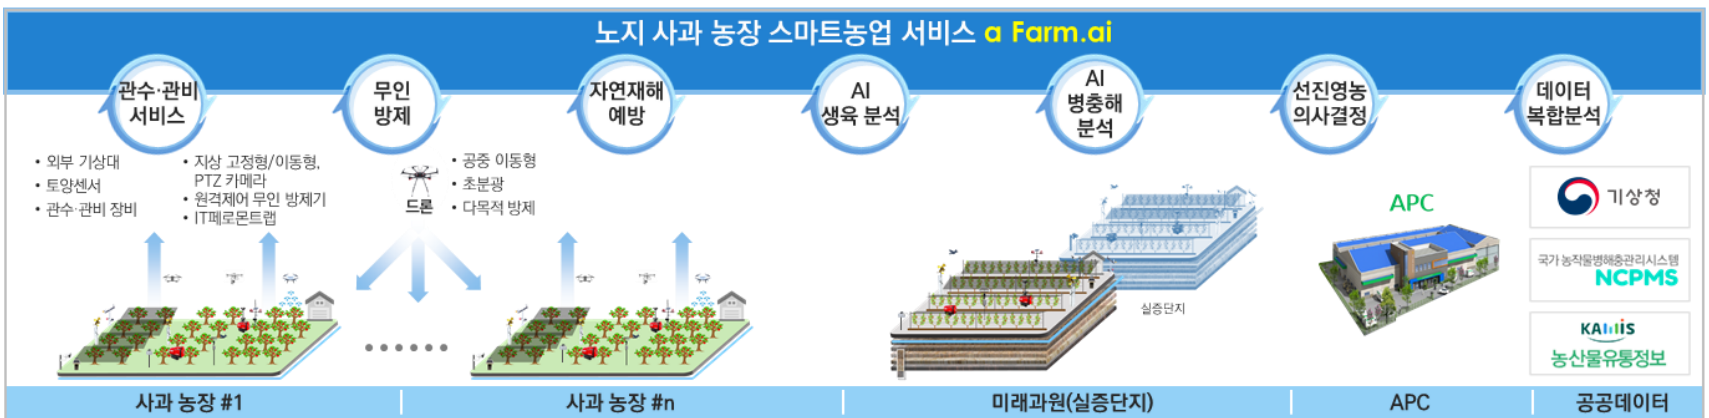 노지 사과 농장 스마트농업 서비스 a Farm.ai
관수·관비
서비스
무인
방제
자연재해
예방
AI
생육 분석
AI
병충해
분석
선진영농
의사결정
데이터
복합분석
• 외부 기상대
• 토양센서
• 관수·관비 장비
• 지상 고정형/이동형,
PTZ 카메라
• 원격제어 무인 방제기
• IT페로몬트랩
드론
• 공중 이동형
• 초분광
• 다목적 방제
실증단지
APC
기상청
국가 농작물병해충관리시스템
NCPMS
KAMIS
농산물유통정보
사과 농장 #1
사과 농장 #n
미래과원(실증단지)
APC
공공데이터